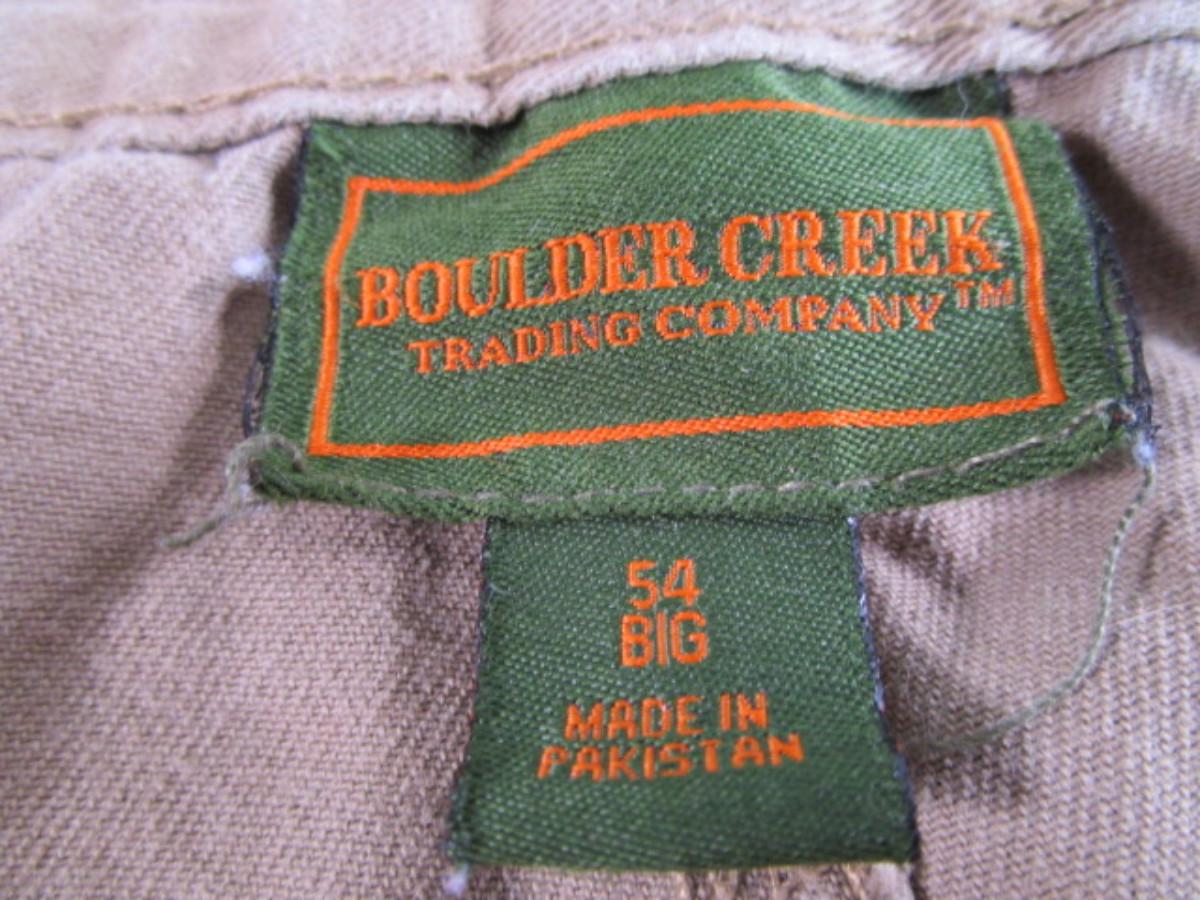 BOULDER CREEK
TRADING COMPANY™
54
BIG
MADE IN
PAKISTAN